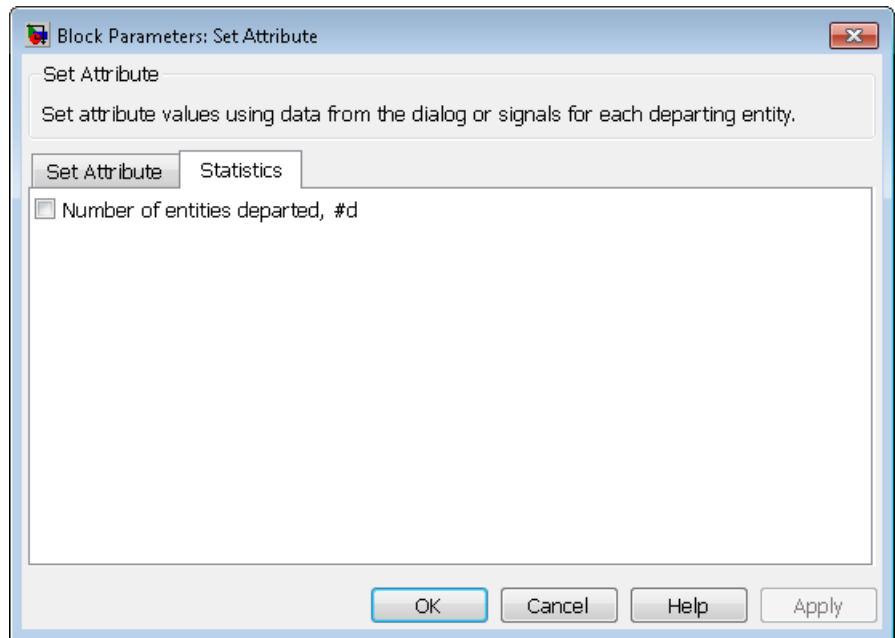 Block Parameters: Set Attribute
Set Attribute
Set attribute values using data from the dialog or signals for each departing entity.
Set Attribute Statistics
Number of entities departed, #d
OK Cancel Help Apply